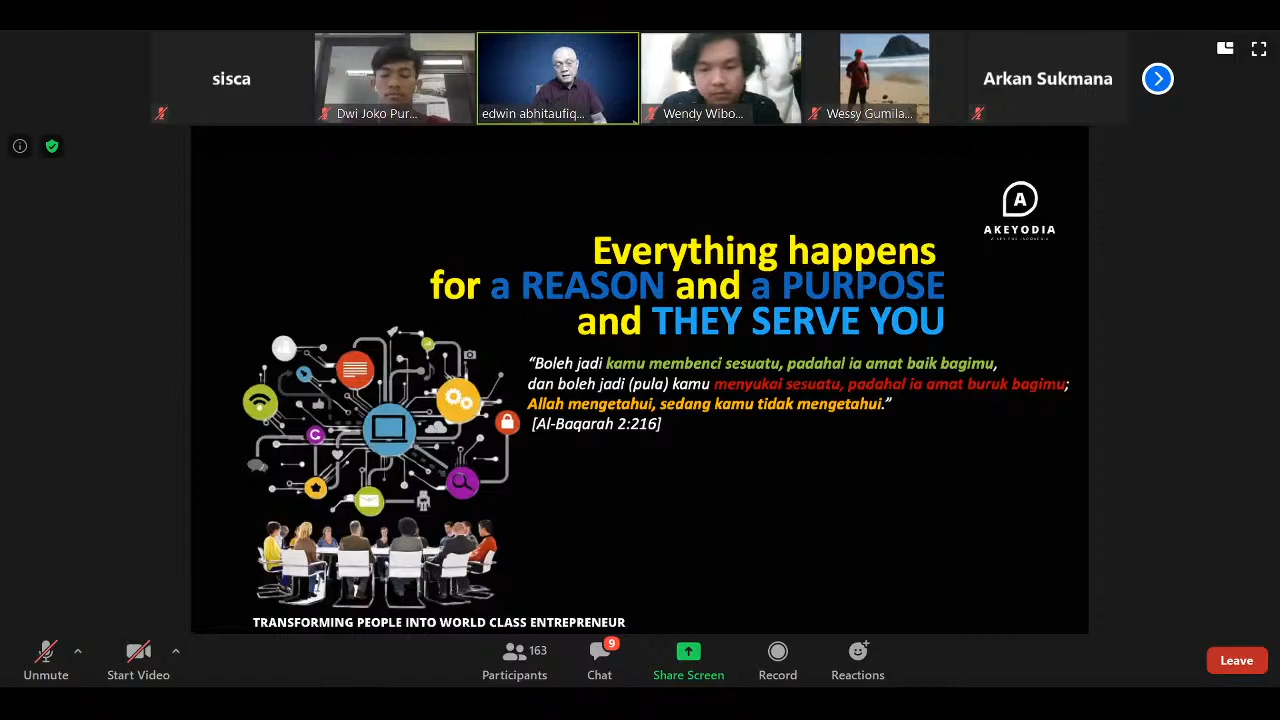 sisca
Arkan Sukmana
Dwi Joko Pur...
edwin abhitaufiq...
Wendy Wibo...
Wessy Gumila...
A
AKEYODIA
Everything happens
for a REASON and a PURPOSE
and THEY SERVE YOU
“Boleh jadi kamu membenci sesuatu, padahal ia amat baik bagimu,
dan boleh jadi (pula) kamu menyukai sesuatu, padahal ia amat buruk bagimu;
Allah mengetahui, sedang kamu tidak mengetahui.”
[Al-Baqarah 2:216]
TRANSFORMING PEOPLE INTO WORLD CLASS ENTREPRENEUR
Unmute
Start Video
163
Participants
9
Chat
Share Screen
Record
Reactions
Leave